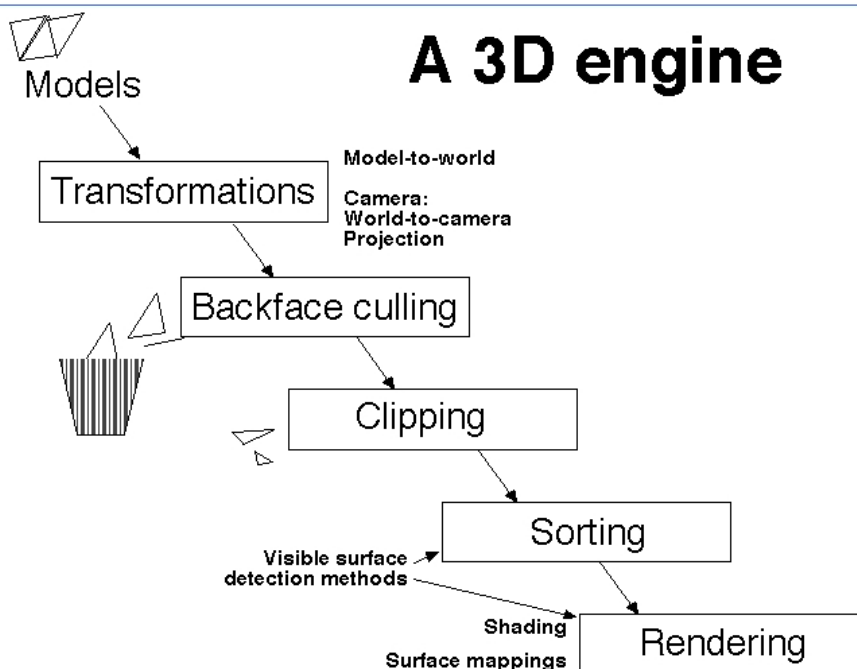 A 3D engine
Models
Transformations
Model-to-world
Camera:
World-to-camera
Projection
Backface culling
Clipping
Sorting
Visible surface
detection methods
Shading
Surface mappings
Rendering